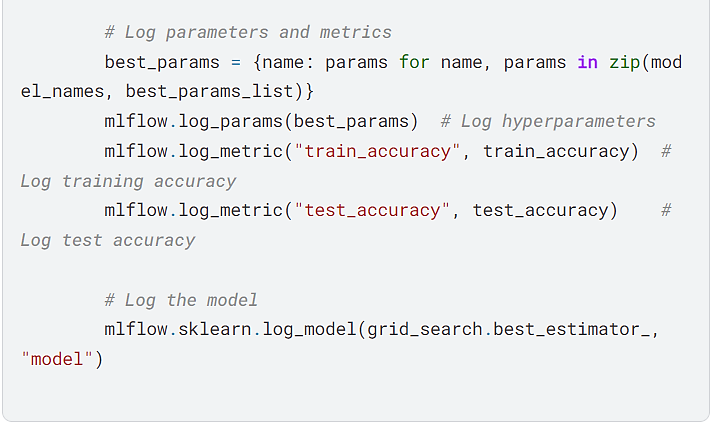 # Log parameters and metrics
best_params = {name: params for name, params in zip(mod
el_names, best_params_list)}
mlflow.log_params(best_params)  # Log hyperparameters
mlflow.log_metric("train_accuracy", train_accuracy)  #
Log training accuracy
mlflow.log_metric("test_accuracy", test_accuracy)    #
Log test accuracy
# Log the model
mlflow.sklearn.log_model(grid_search.best_estimator_,
"model")